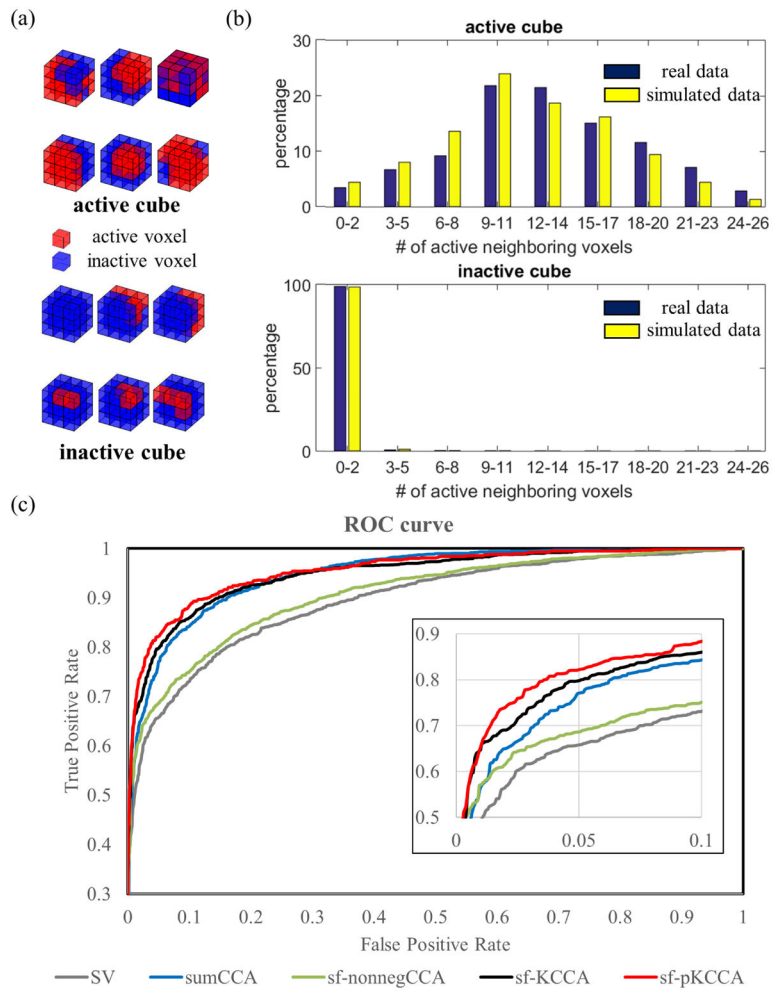 (a)
active cube
active voxel
inactive voxel
inactive cube
(b)
active cube
30
20
10
0
percentage
real data
simulated data
0-2 3-5 6-8 9-11 12-14 15-17 18-20 21-23 24-26
# of active neighboring voxels
inactive cube
100
50
0
percentage
real data
simulated data
0-2 3-5 6-8 9-11 12-14 15-17 18-20 21-23 24-26
# of active neighboring voxels
(c)
ROC curve
1
0.9
0.8
0.7
0.6
0.5
0.4
0.3
True Positive Rate
0.9
0.8
0.7
0.6
0.5
0 0.05 0.1
0 0.1 0.2 0.3 0.4 0.5 0.6 0.7 0.8 0.9 1
False Positive Rate
SV sumCCA sf-nonnegCCA sf-KCCA sf-pKCCA